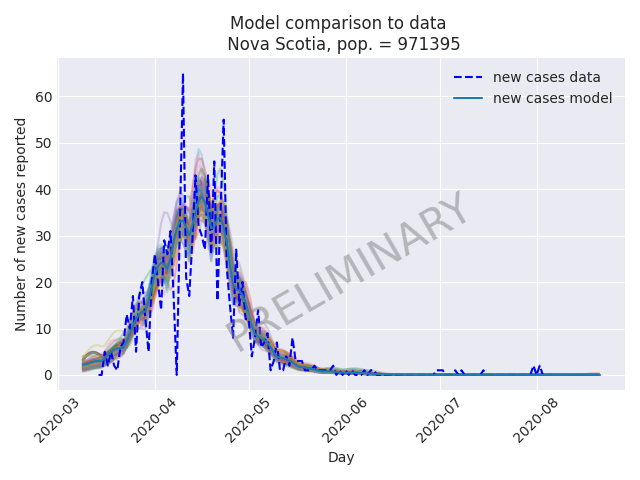 Model comparison to data
Nova Scotia, pop. = 971395
new cases data
new cases model
Number of new cases reported
60
50
40
30
20
10
0
PRELIMINARY
2020-03
2020-04
2020-05
2020-06
2020-07
2020-08
Day